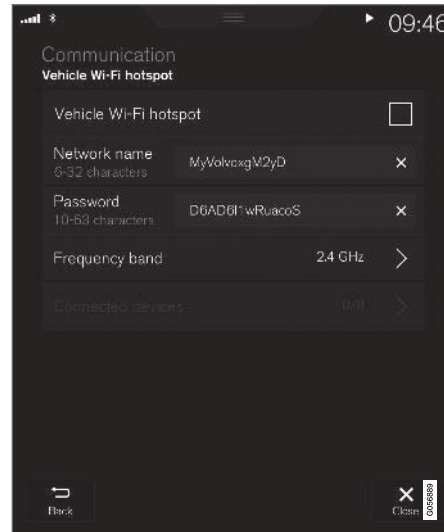 09:46
Communication
Vehicle Wi-Fi hotspot
Vehicle Wi-Fi hotspot
Network name
6-32 characters
MyVolvoxgM2yD
Password
10-63 characters
D6AD6l1wRuacoS
Frequency band
2.4 GHz
Connected devices
0/8
Back
Close
G056889